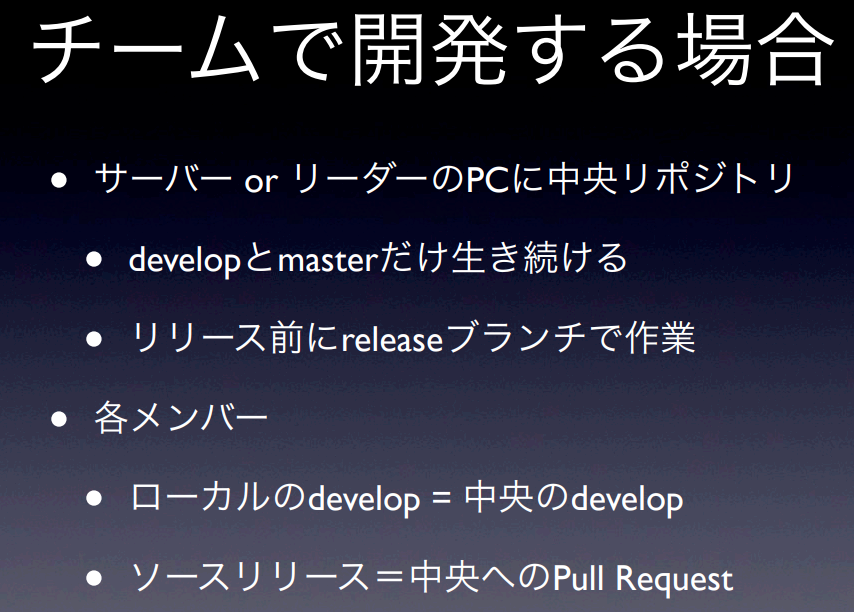 チームで開発する場合
• サーバー or リーダーのPCに中央リポジトリ
• developとmasterだけ生き続ける
• リリース前にreleaseブランチで作業
• 各メンバー
• ローカルのdevelop = 中央のdevelop
• ソースリリース＝中央へのPull Request